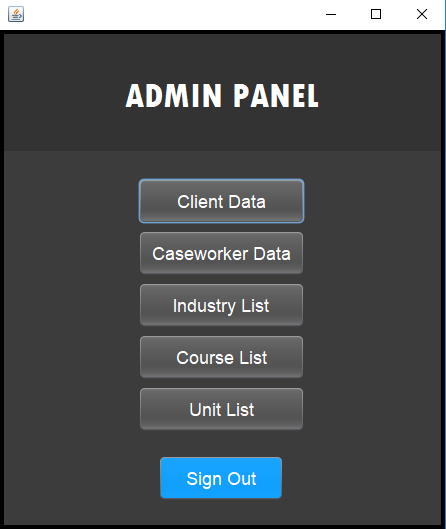 ADMIN PANEL
Client Data
Caseworker Data
Industry List
Course List
Unit List
Sign Out